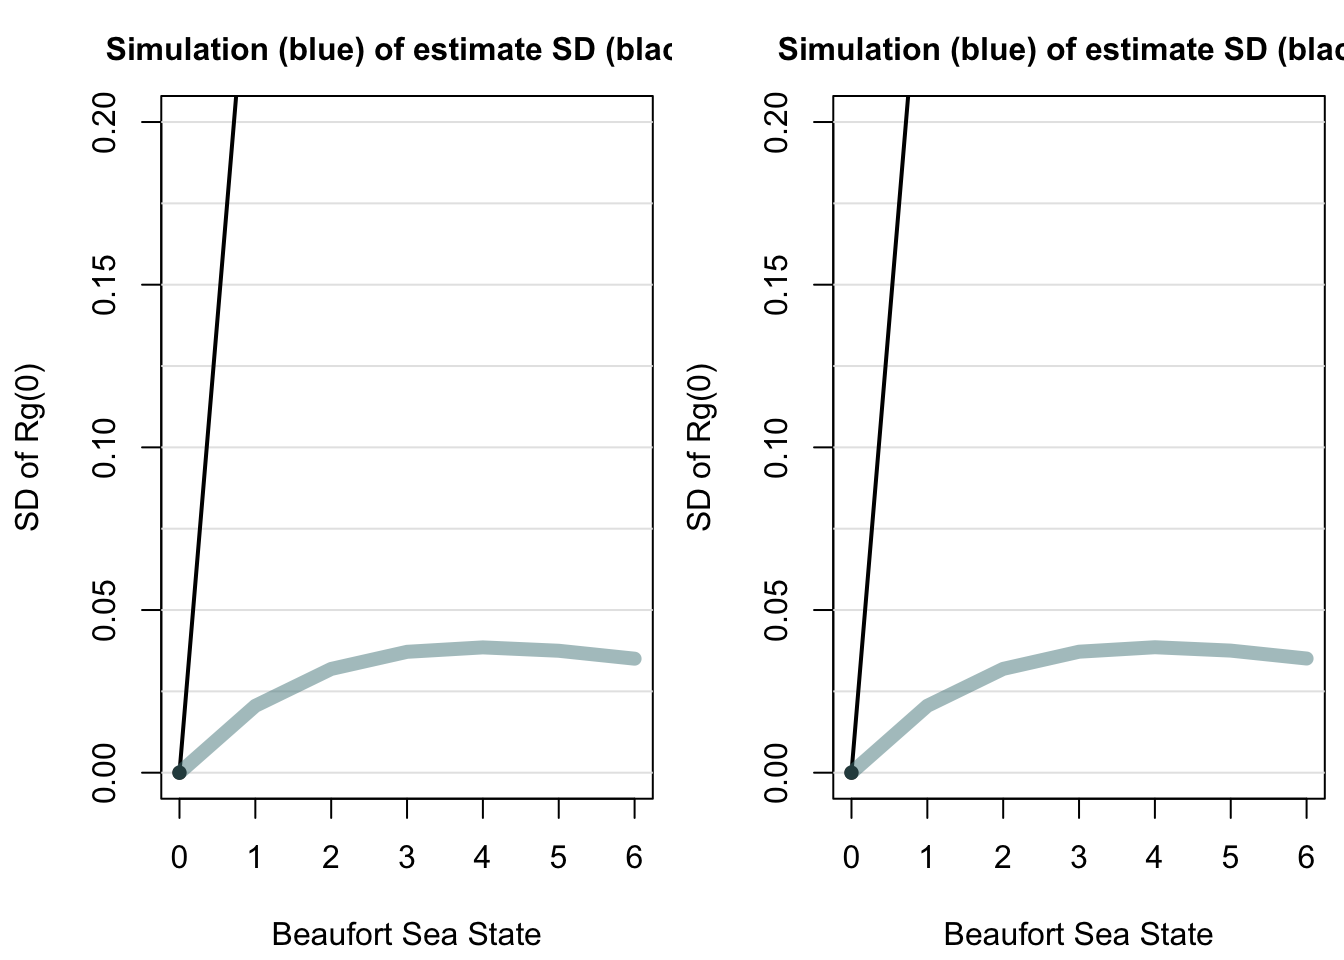 Simulation (blue) of estimate SD (blac
SD of Rg(0)
0.20
0.15
0.10
0.05
0.00
0 1 2 3 4 5 6
Beaufort Sea State
Simulation (blue) of estimate SD (blac
SD of Rg(0)
0.20
0.15
0.10
0.05
0.00
0 1 2 3 4 5 6
Beaufort Sea State